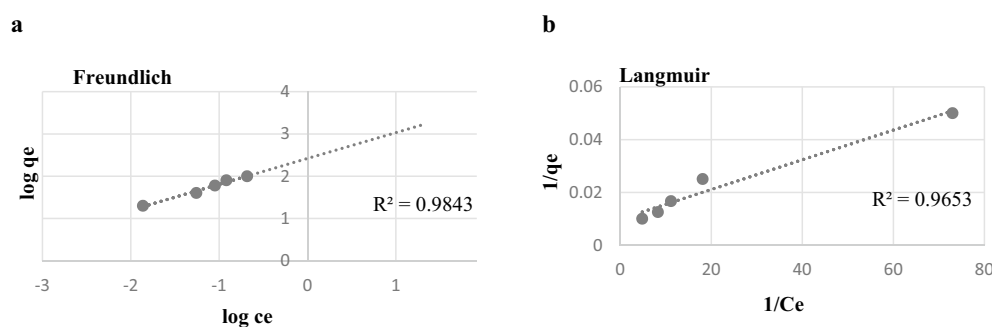 a
Freundlich
log qe
4
3
2
1
0
-3 -2 -1 0 1
log ce
R² = 0.9843
b
Langmuir
1/qe
0.06
0.04
0.02
0
0 20 40 60 80
1/Ce
R² = 0.9653